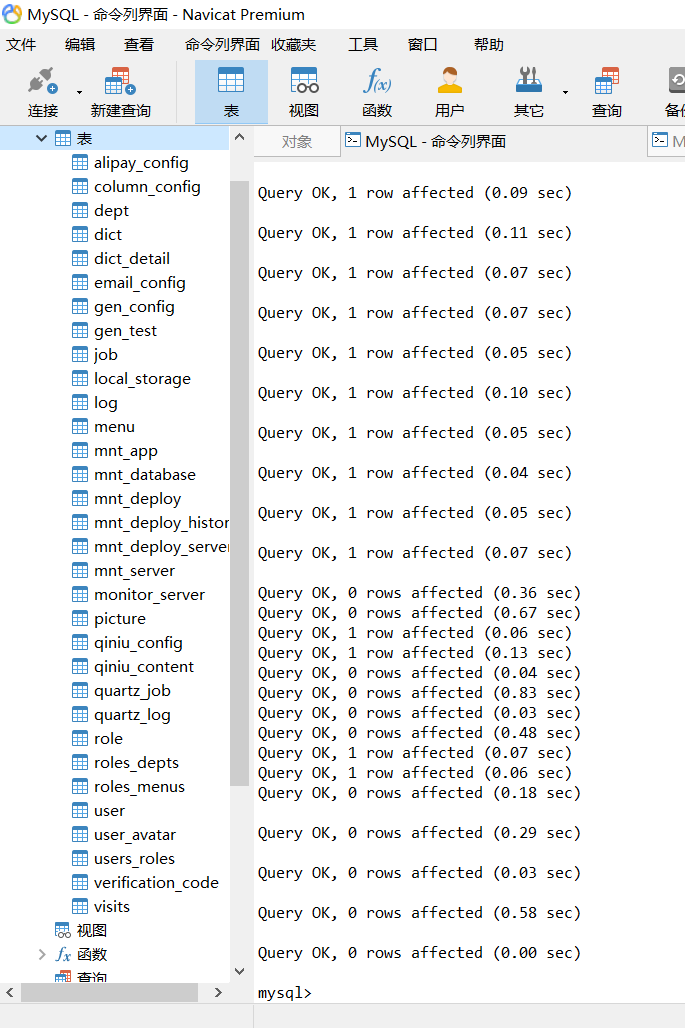 MySQL - 命令列界面 - Navicat Premium
文件 编辑 查看 命令列界面 收藏夹 工具 窗口 帮助
连接 新建查询 表 视图 函数 用户 其它 查询 备份
表
alipay_config
column_config
dept
dict
dict_detail
email_config
gen_config
gen_test
job
local_storage
log
menu
mnt_app
mnt_database
mnt_deploy
mnt_deploy_histor
mnt_deploy_server
mnt_server
monitor_server
picture
qiniu_config
qiniu_content
quartz_job
quartz_log
role
roles_depts
roles_menus
user
user_avatar
users_roles
verification_code
visits
视图
函数
查询
对象 MySQL - 命令列界面 M
Query OK, 1 row affected (0.09 sec)
Query OK, 1 row affected (0.11 sec)
Query OK, 1 row affected (0.07 sec)
Query OK, 1 row affected (0.07 sec)
Query OK, 1 row affected (0.05 sec)
Query OK, 1 row affected (0.10 sec)
Query OK, 1 row affected (0.05 sec)
Query OK, 1 row affected (0.04 sec)
Query OK, 1 row affected (0.05 sec)
Query OK, 1 row affected (0.07 sec)
Query OK, 0 rows affected (0.36 sec)
Query OK, 0 rows affected (0.67 sec)
Query OK, 1 row affected (0.06 sec)
Query OK, 1 row affected (0.13 sec)
Query OK, 0 rows affected (0.04 sec)
Query OK, 0 rows affected (0.83 sec)
Query OK, 0 rows affected (0.03 sec)
Query OK, 0 rows affected (0.48 sec)
Query OK, 1 row affected (0.07 sec)
Query OK, 1 row affected (0.06 sec)
Query OK, 0 rows affected (0.18 sec)
Query OK, 0 rows affected (0.29 sec)
Query OK, 0 rows affected (0.03 sec)
Query OK, 0 rows affected (0.58 sec)
Query OK, 0 rows affected (0.00 sec)
mysql>